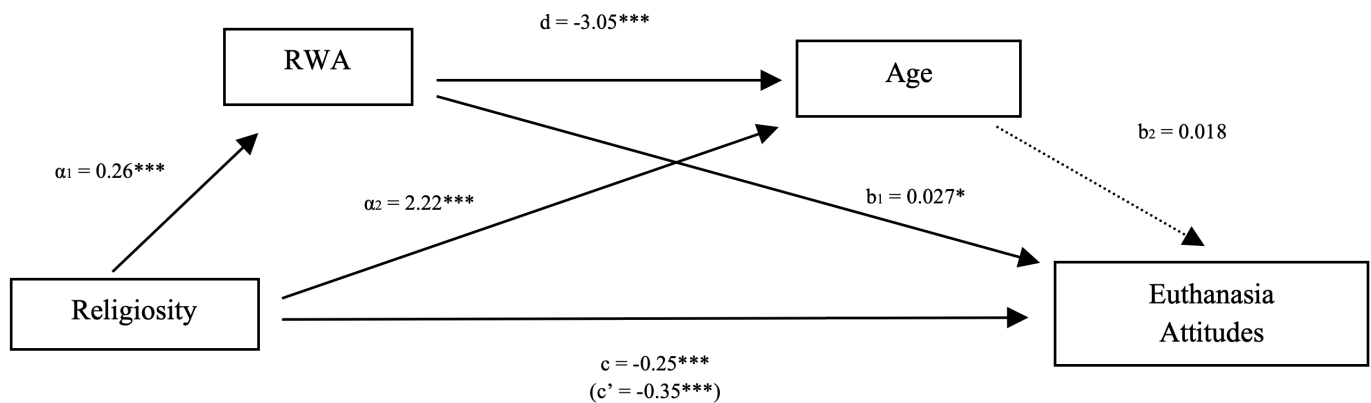 d = -3.05***
RWA
Age
b₂ = 0.018
α₁ = 0.26***
α₂ = 2.22***
b₁ = 0.027*
Religiosity
Euthanasia
Attitudes
c = -0.25***
(c’ = -0.35***)